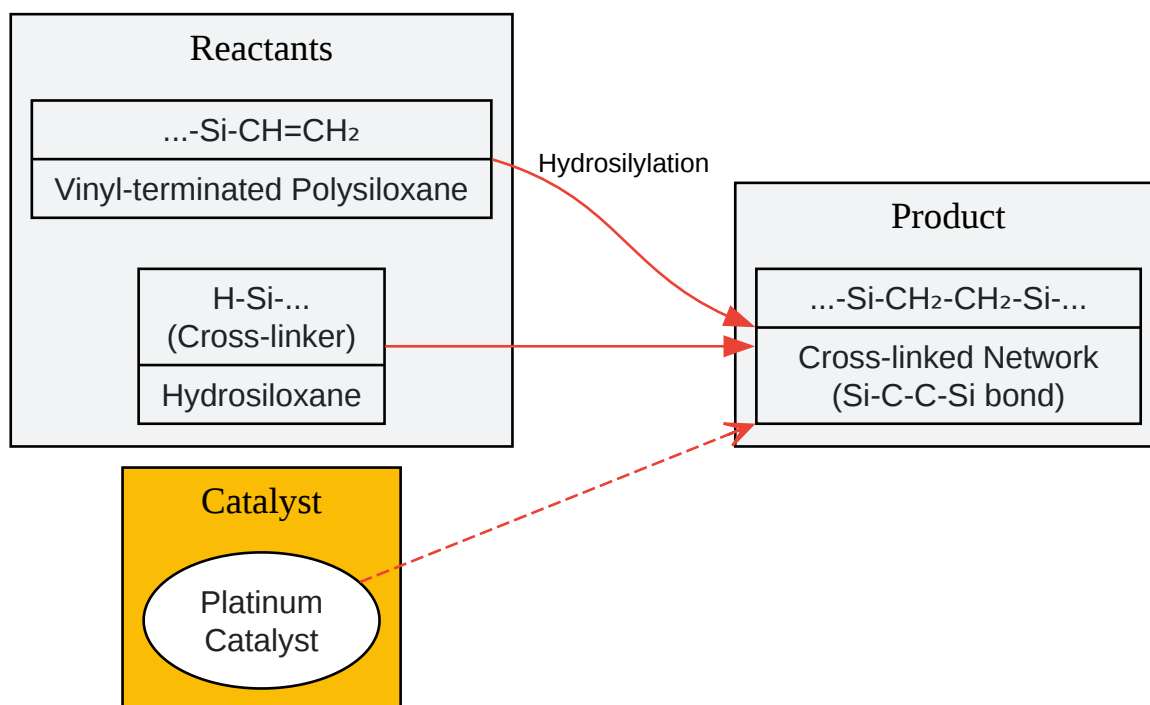 Reactants
...-Si-CH=CH₂
Vinyl-terminated Polysiloxane
H-Si-...
(Cross-linker)
Hydrosiloxane
Hydrosilylation
Product
...-Si-CH₂-CH₂-Si-...
Cross-linked Network
(Si-C-C-Si bond)
Catalyst
Platinum
Catalyst